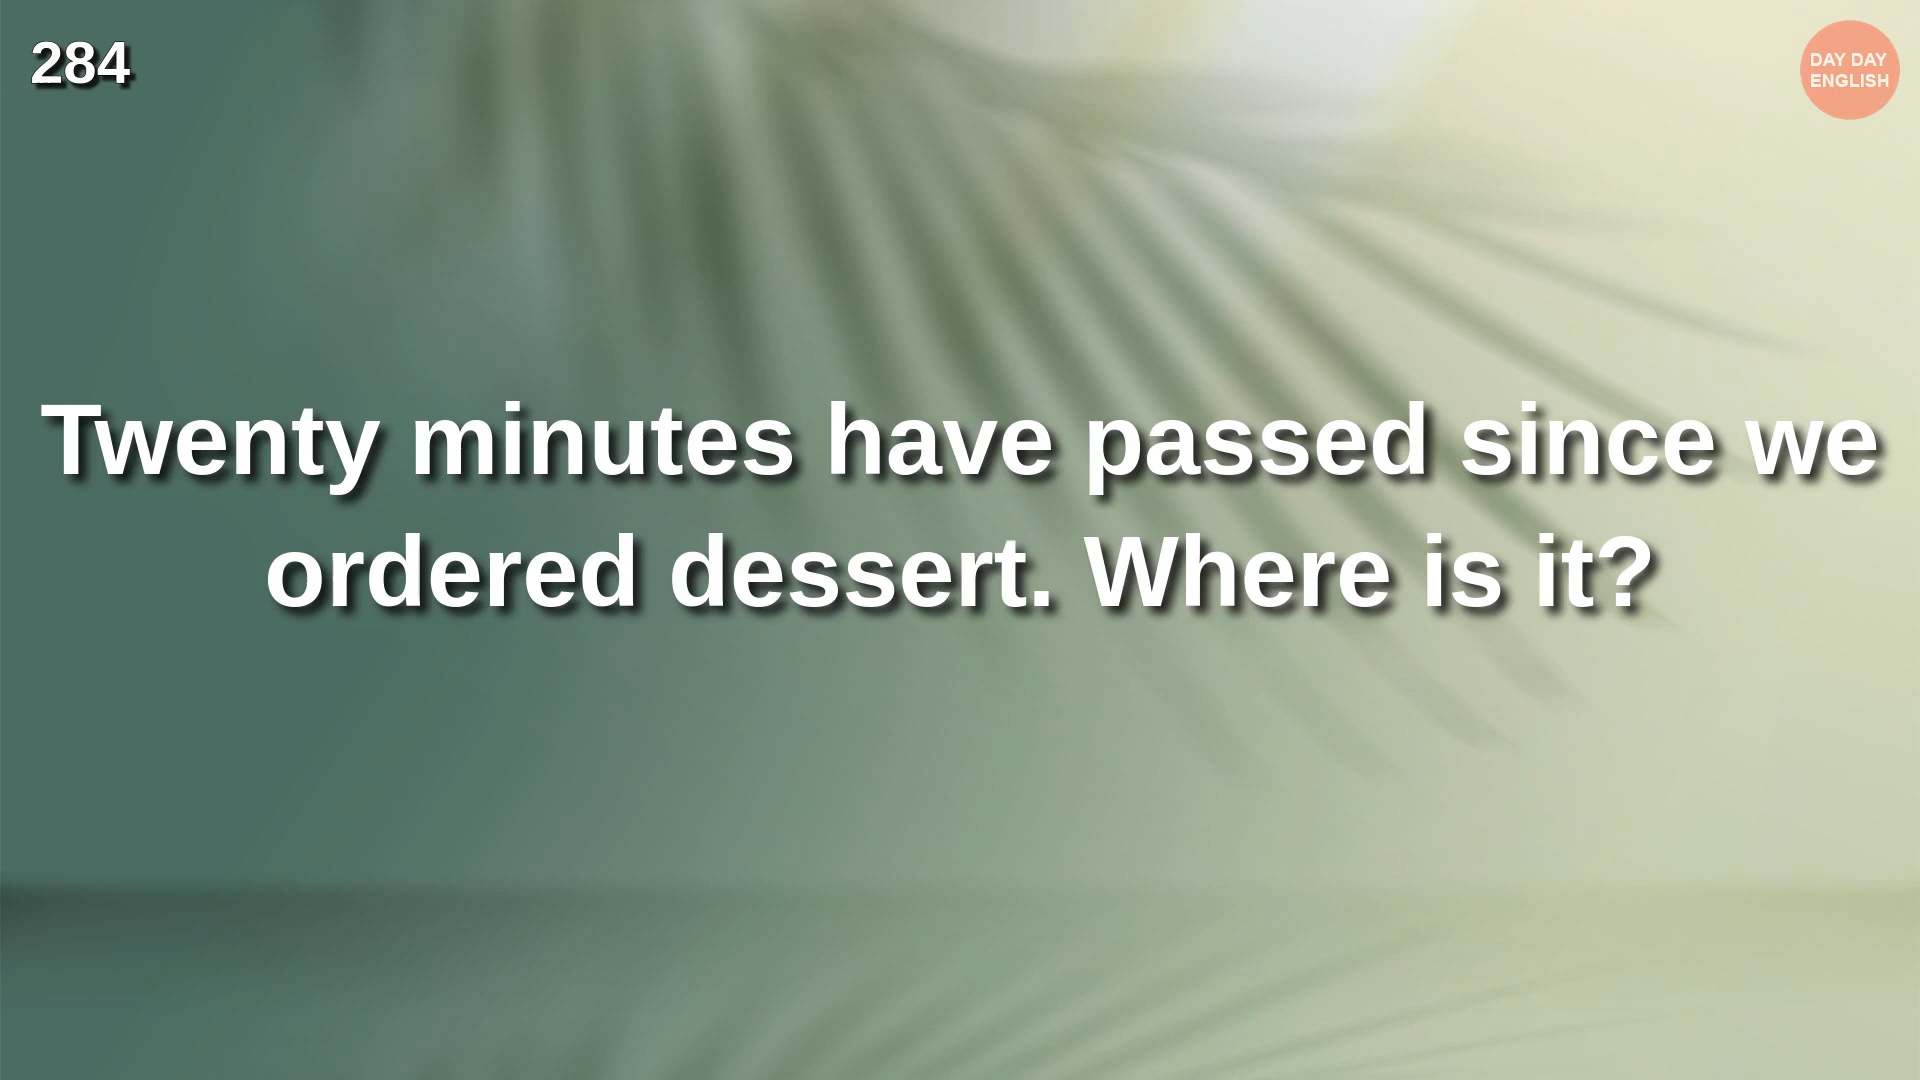 284
DAY DAY
ENGLISH
Twenty minutes have passed since we
ordered dessert. Where is it?